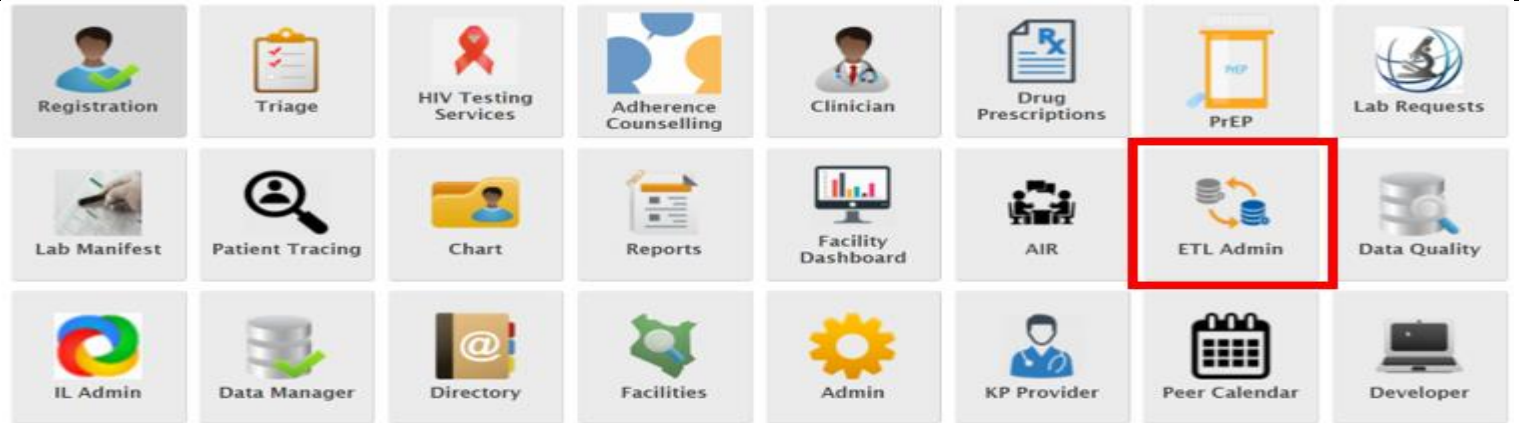 Registration
Triage
HIV Testing
Services
Adherence
Counselling
Clinician
Rx
Drug
Prescriptions
PrEP
PrEP
Lab Requests
Lab Manifest
Patient Tracing
Chart
Reports
Facility
Dashboard
AIR
ETL Admin
Data Quality
IL Admin
Data Manager
@
Directory
Facilities
Admin
KP Provider
Peer Calendar
Developer